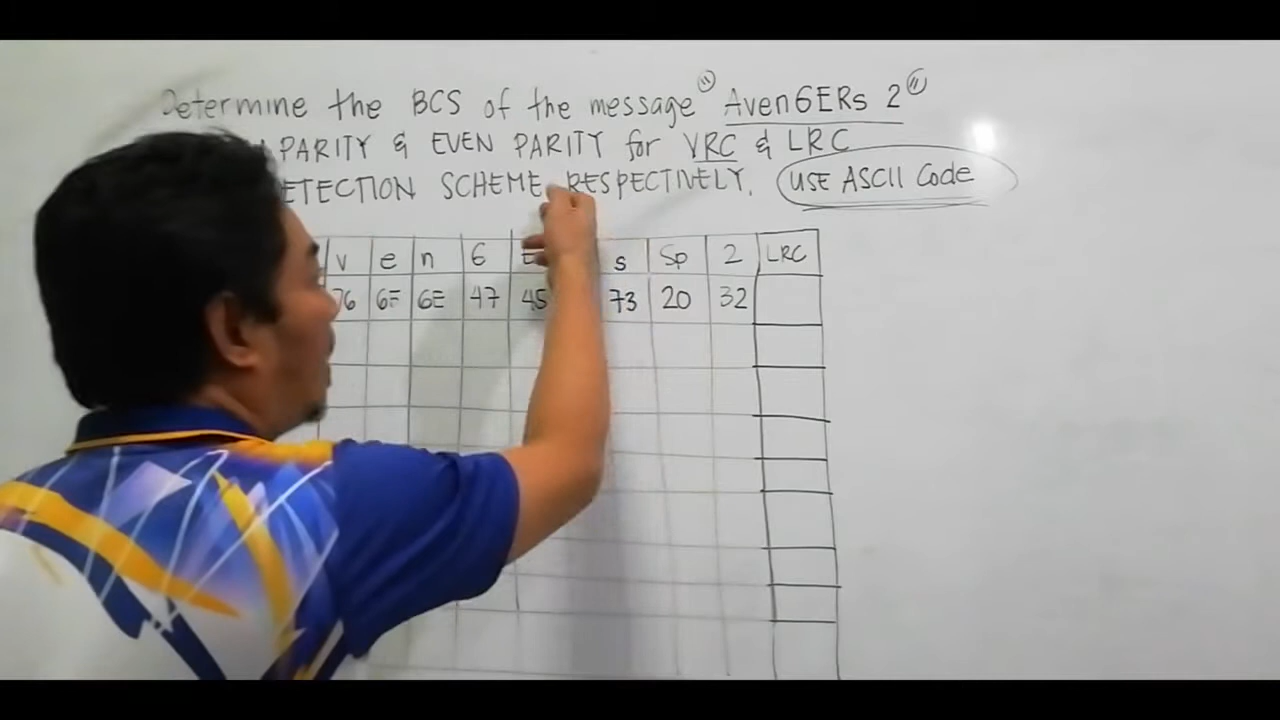 Determine the BCS of the message "Aven6ERs 2"
PARITY & EVEN PARITY for VRC & LRC
ETECTION SCHEME RESPECTIVELY. USE ASCII Code
v e n 6 s Sp 2 LRC
76 6E 47 45 73 20 32